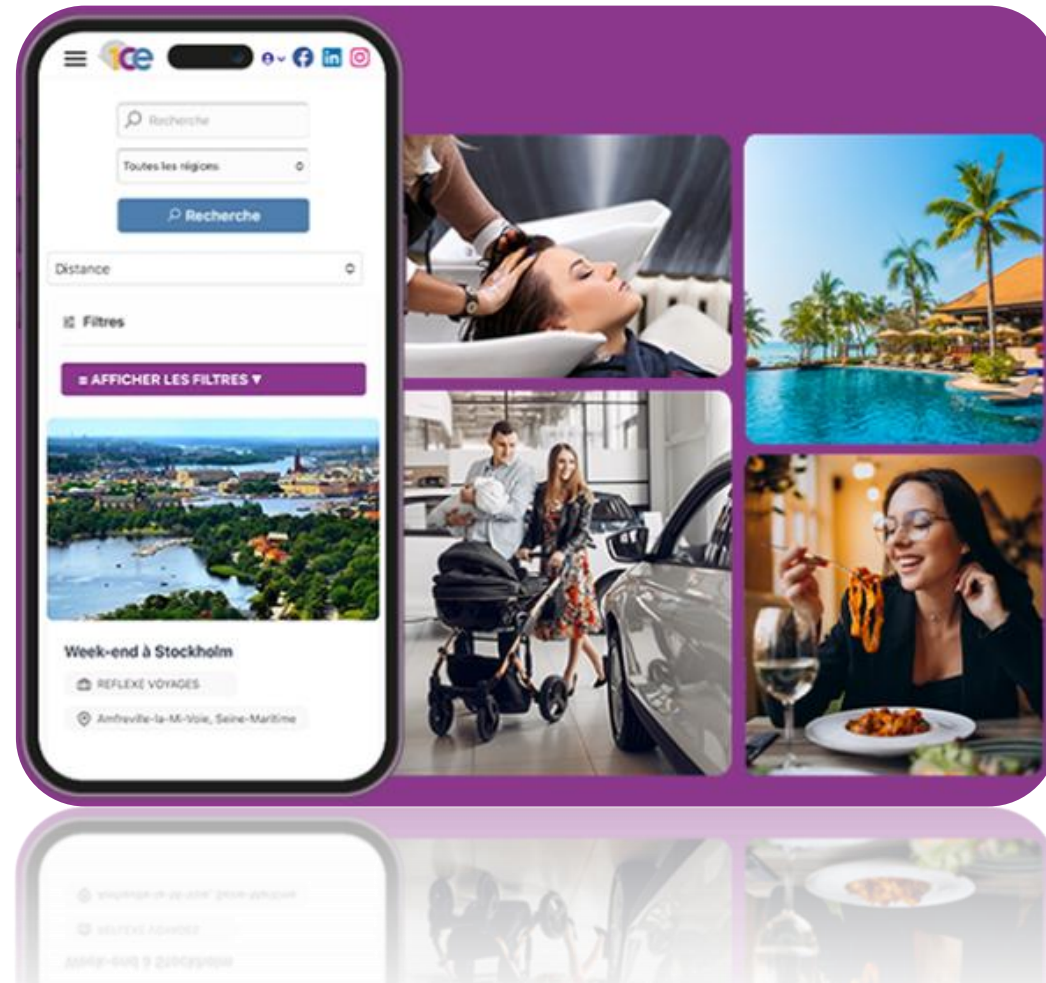 ice
Recherche
Toutes les régions
Recherche
Distance
Filtres
≡ AFFICHER LES FILTRES ▼
Week-end à Stockholm
REFLEXE VOYAGES
Amfreville-la-Mi-Voie, Seine-Maritime